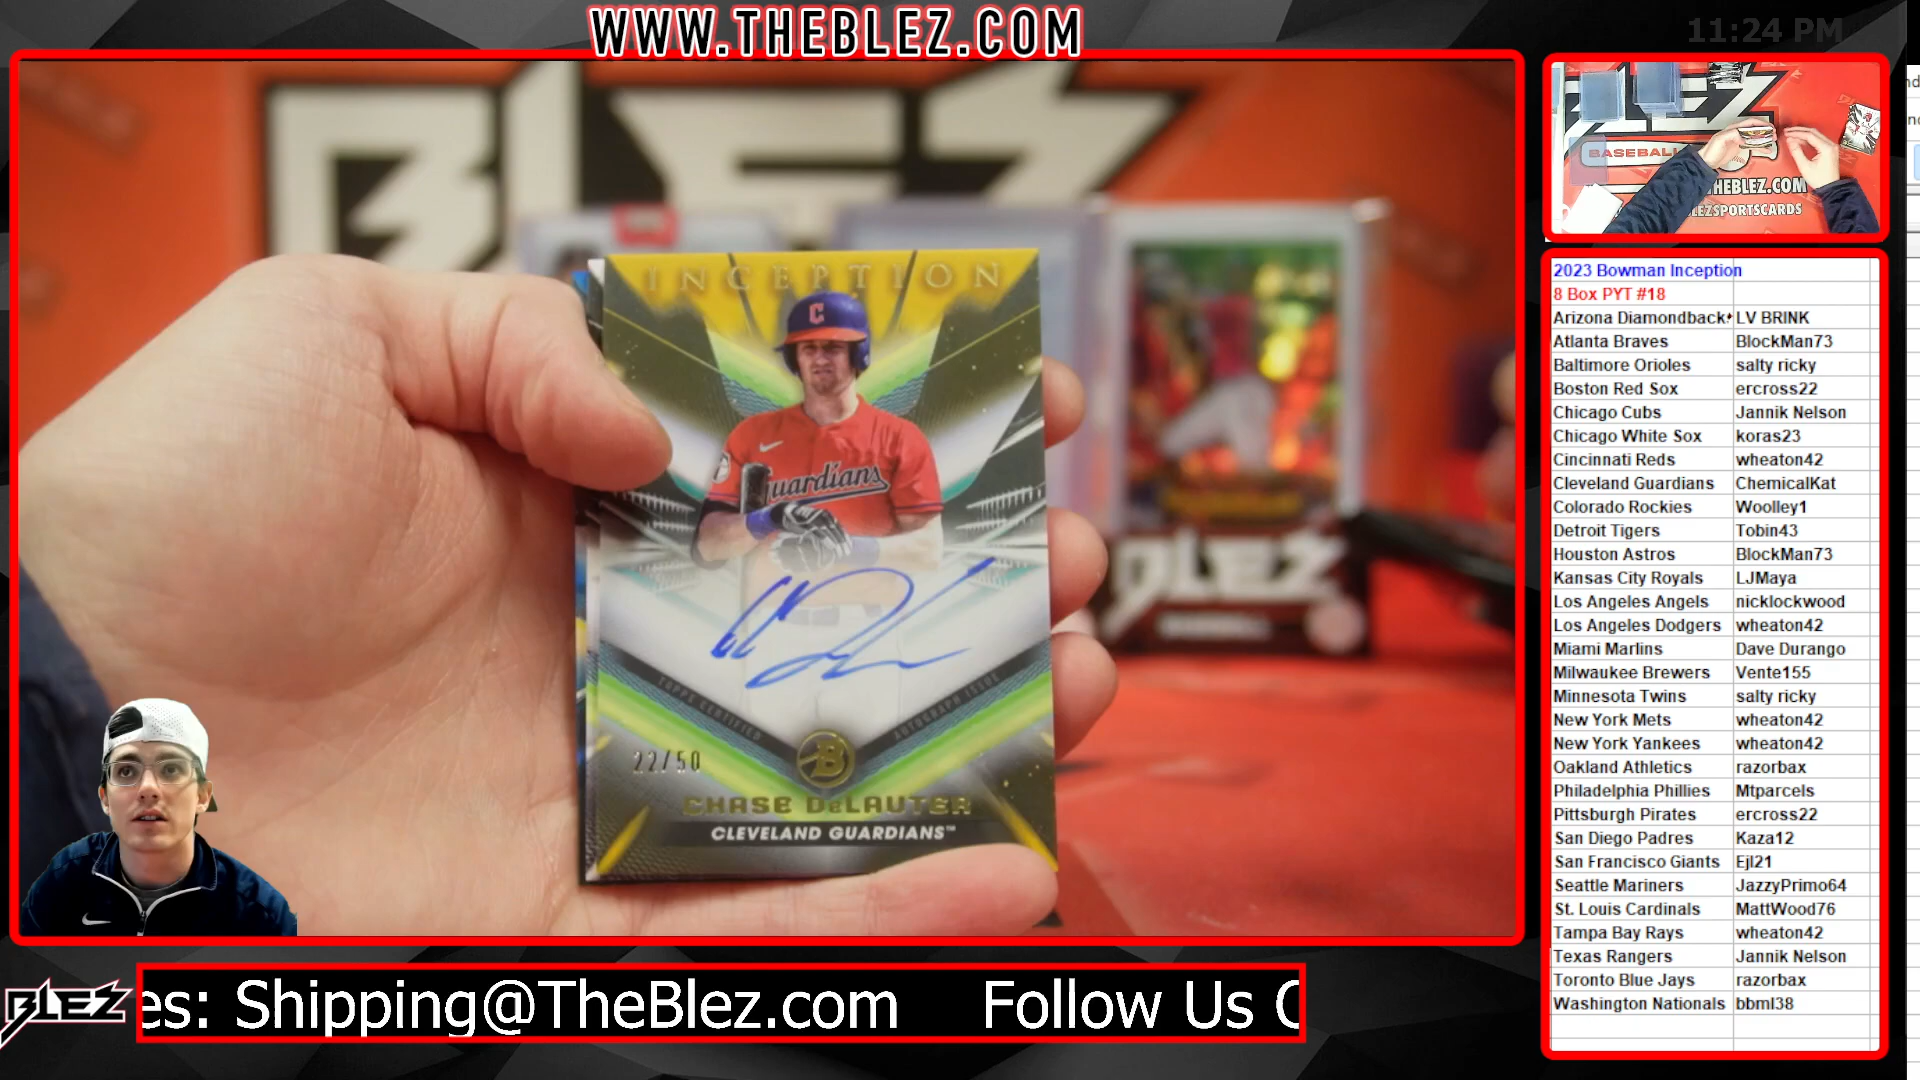 WWW.THEBLEZ.COM
11:24 PM
BLEZ
INCEPTION
C
Guardians
TOPPS CERTIFIED
AUTOGRAPH ISSUE
22/50
B
CHASE DeLAUTER
CLEVELAND GUARDIANS™
BLEZ
BASEBALL
THEBLEZ.COM
LEZSPORTSCARDS
2023 Bowman Inception
8 Box PYT #18
Arizona Diamondback LV BRINK
Atlanta Braves BlockMan73
Baltimore Orioles salty ricky
Boston Red Sox ercross22
Chicago Cubs Jannik Nelson
Chicago White Sox koras23
Cincinnati Reds wheaton42
Cleveland Guardians ChemicalKat
Colorado Rockies Woolley1
Detroit Tigers Tobin43
Houston Astros BlockMan73
Kansas City Royals LJMaya
Los Angeles Angels nicklockwood
Los Angeles Dodgers wheaton42
Miami Marlins Dave Durango
Milwaukee Brewers Vente155
Minnesota Twins salty ricky
New York Mets wheaton42
New York Yankees wheaton42
Oakland Athletics razorbax
Philadelphia Phillies Mtparcels
Pittsburgh Pirates ercross22
San Diego Padres Kaza12
San Francisco Giants Ejl21
Seattle Mariners JazzyPrimo64
St. Louis Cardinals MattWood76
Tampa Bay Rays wheaton42
Texas Rangers Jannik Nelson
Toronto Blue Jays razorbax
Washington Nationals bbml38
BLEZ
es: Shipping@TheBlez.com Follow Us